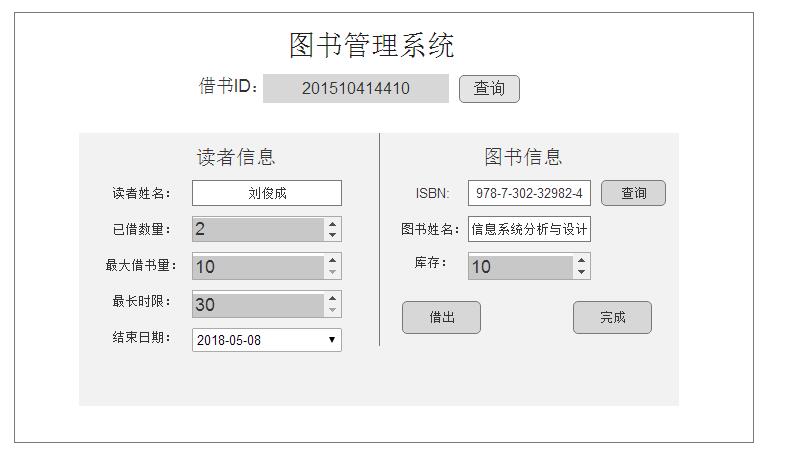 图书管理系统
借书ID： 201510414410 查询
读者信息
读者姓名： 刘俊成
已借数量： 2
最大借书量： 10
最长时限： 30
结束日期： 2018-05-08
图书信息
ISBN: 978-7-302-32982-4 查询
图书姓名： 信息系统分析与设计
库存： 10
借出 完成